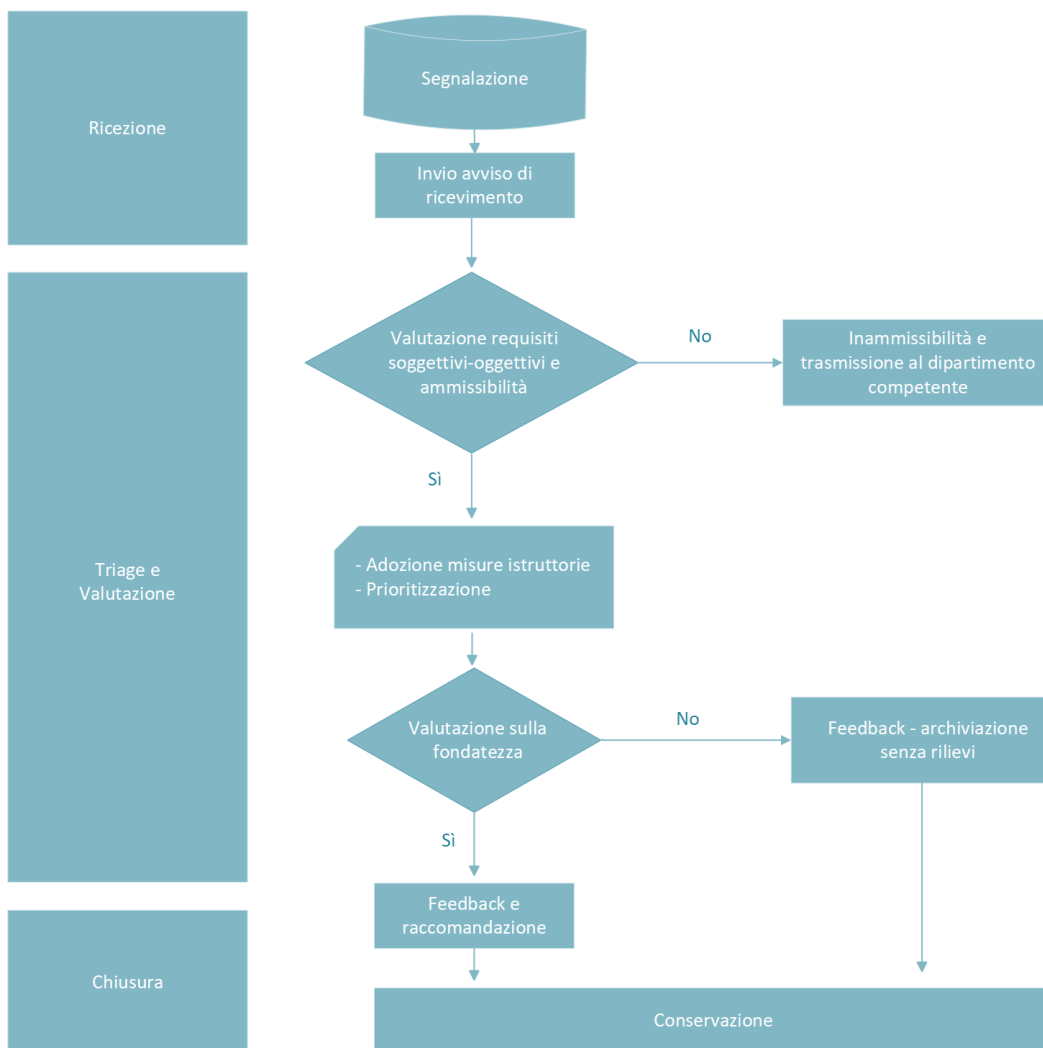 Segnalazione
Ricezione
Invio avviso di
ricevimento
Valutazione requisiti
soggettivi-oggettivi e
ammissibilità
No
Inammissibilità e
trasmissione al dipartimento
competente
Sì
- Adozione misure istruttorie
- Prioritizzazione
Triage e
Valutazione
Valutazione sulla
fondatezza
No
Feedback - archiviazione
senza rilievi
Sì
Feedback e
raccomandazione
Chiusura
Conservazione